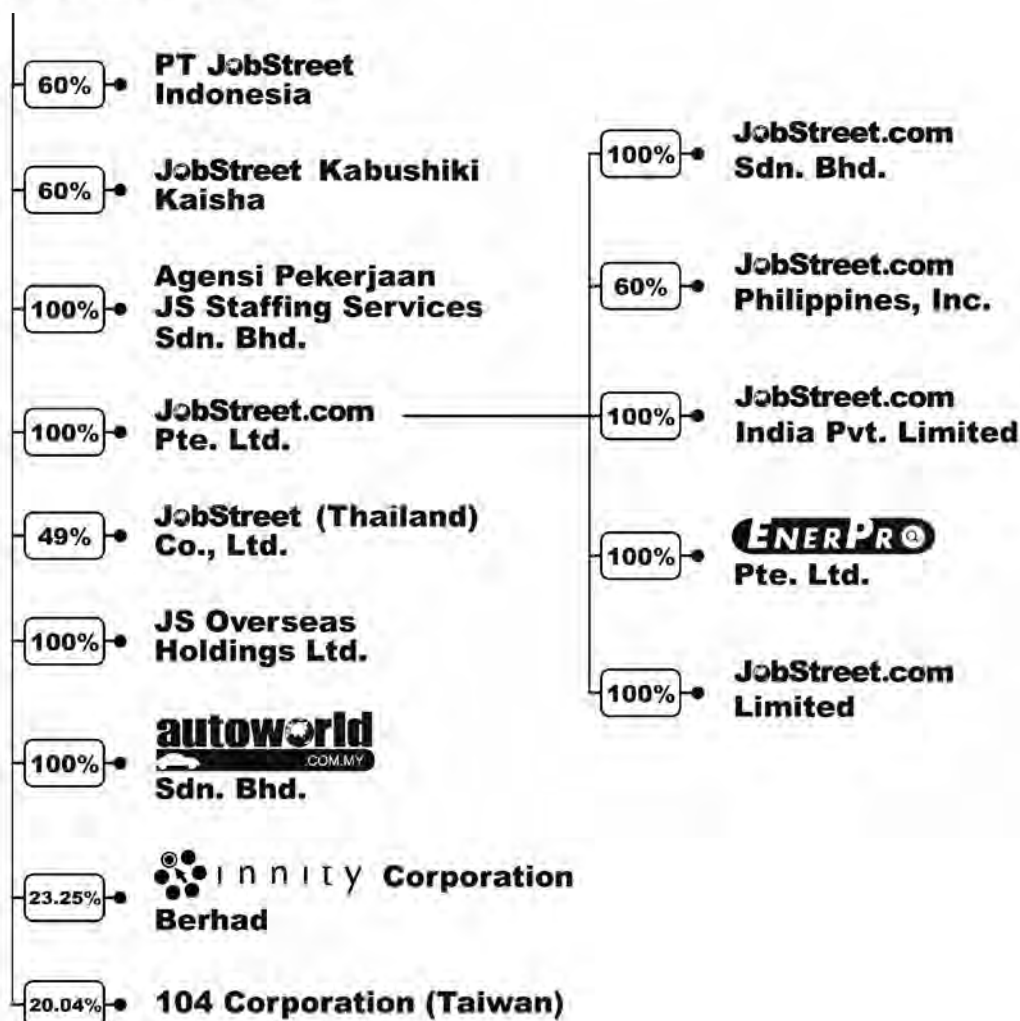 60%
PT JobStreet
Indonesia
60%
JobStreet Kabushiki
Kaisha
100%
Agensi Pekerjaan
JS Staffing Services
Sdn. Bhd.
100%
JobStreet.com
Pte. Ltd.
49%
JobStreet (Thailand)
Co., Ltd.
100%
JS Overseas
Holdings Ltd.
100%
autoworld
.COM.MY
Sdn. Bhd.
23.25%
innity Corporation
Berhad
20.04%
104 Corporation (Taiwan)
100%
JobStreet.com
Sdn. Bhd.
60%
JobStreet.com
Philippines, Inc.
100%
JobStreet.com
India Pvt. Limited
100%
ENERPRO
Pte. Ltd.
100%
JobStreet.com
Limited